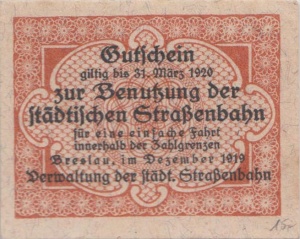 Gutschein
giltig bis 31. März 1920
zur Benutzung der
städtischen Straßenbahn
für eine einfache Fahrt
innerhalb der Zahlgrenzen
Breslau, im Dezember 1919
Verwaltung der städt. Straßenbahn